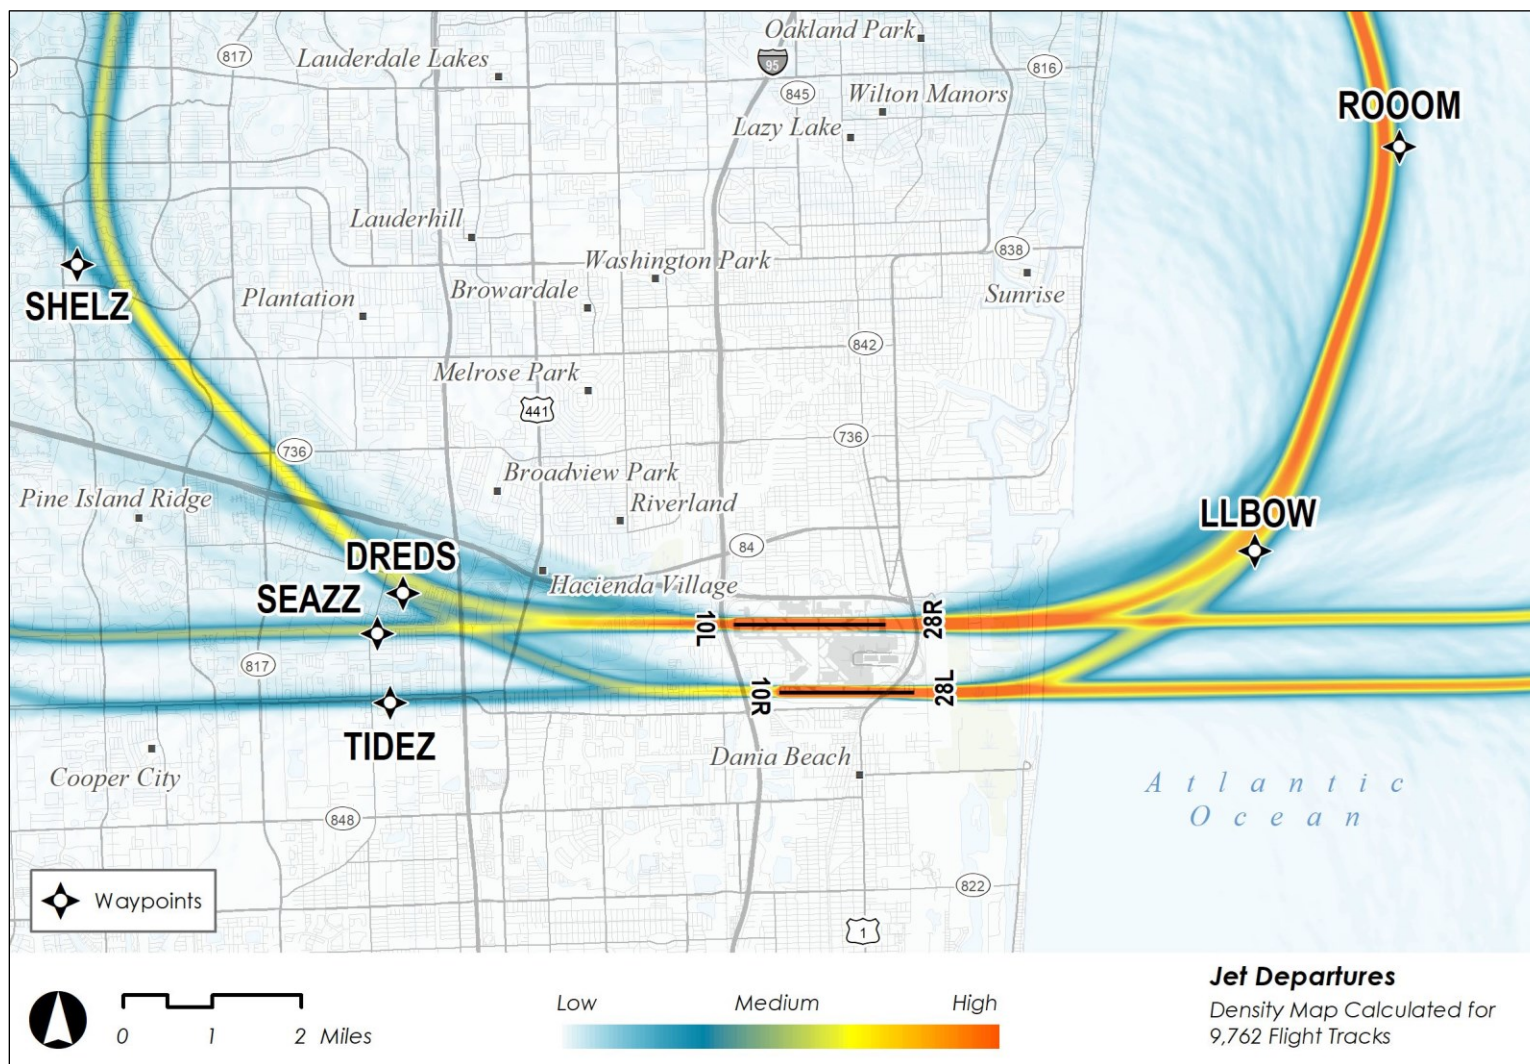 Oakland Park
817
Lauderdale Lakes
95
816
845
Wilton Manors
ROOOM
Lazy Lake
Lauderhill
838
Washington Park
SHELZ
Plantation
Browardale
Sunrise
842
Melrose Park
441
736
736
Broadview Park
Pine Island Ridge
Riverland
LLBOW
84
DREDS
Hacienda Village
SEAZZ
10L
28R
817
10R
28L
TIDEZ
Dania Beach
Cooper City
Atlantic
Ocean
848
822
Waypoints
1
Jet Departures
Low Medium High
Density Map Calculated for
9,762 Flight Tracks
0 1 2 Miles